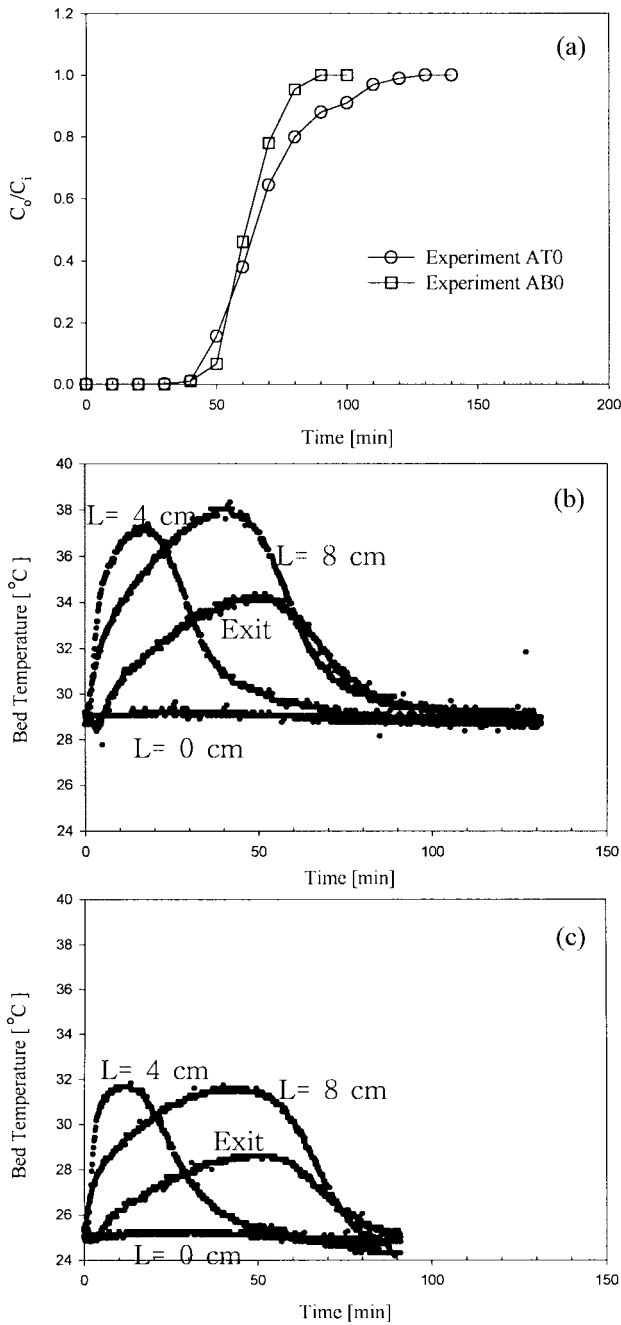 (a)
1.2
1.0
0.8
0.6
0.4
0.2
0.0
Co/Ci
Experiment AT0
Experiment AB0
0 50 100 150 200
Time [min]
(b)
40
38
36
34
32
30
28
26
24
Bed Temperature [ °C ]
L= 4 cm
L= 8 cm
Exit
L= 0 cm
0 50 100 150
Time [min]
(c)
40
38
36
34
32
30
28
26
24
Bed Temperature [ °C ]
L= 4 cm
L= 8 cm
Exit
L= 0 cm
0 50 100 150
Time [min]